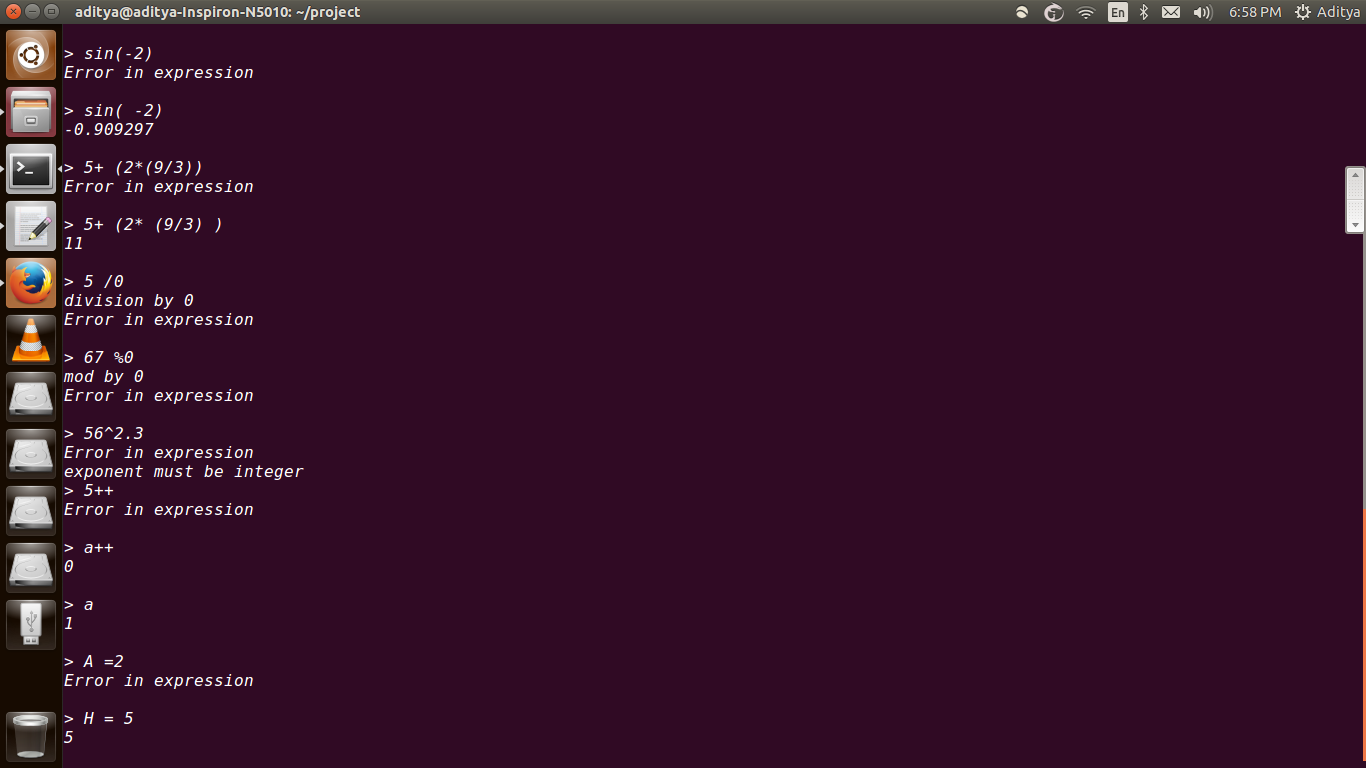 aditya@aditya-Inspiron-N5010: ~/project
En
6:58 PM
Aditya
> sin(-2)
Error in expression
> sin( -2)
-0.909297
> 5+ (2*(9/3))
Error in expression
> 5+ (2* (9/3) )
11
> 5 /0
division by 0
Error in expression
> 67 %0
mod by 0
Error in expression
> 56^2.3
Error in expression
exponent must be integer
> 5++
Error in expression
> a++
0
> a
1
> A =2
Error in expression
> H = 5
5